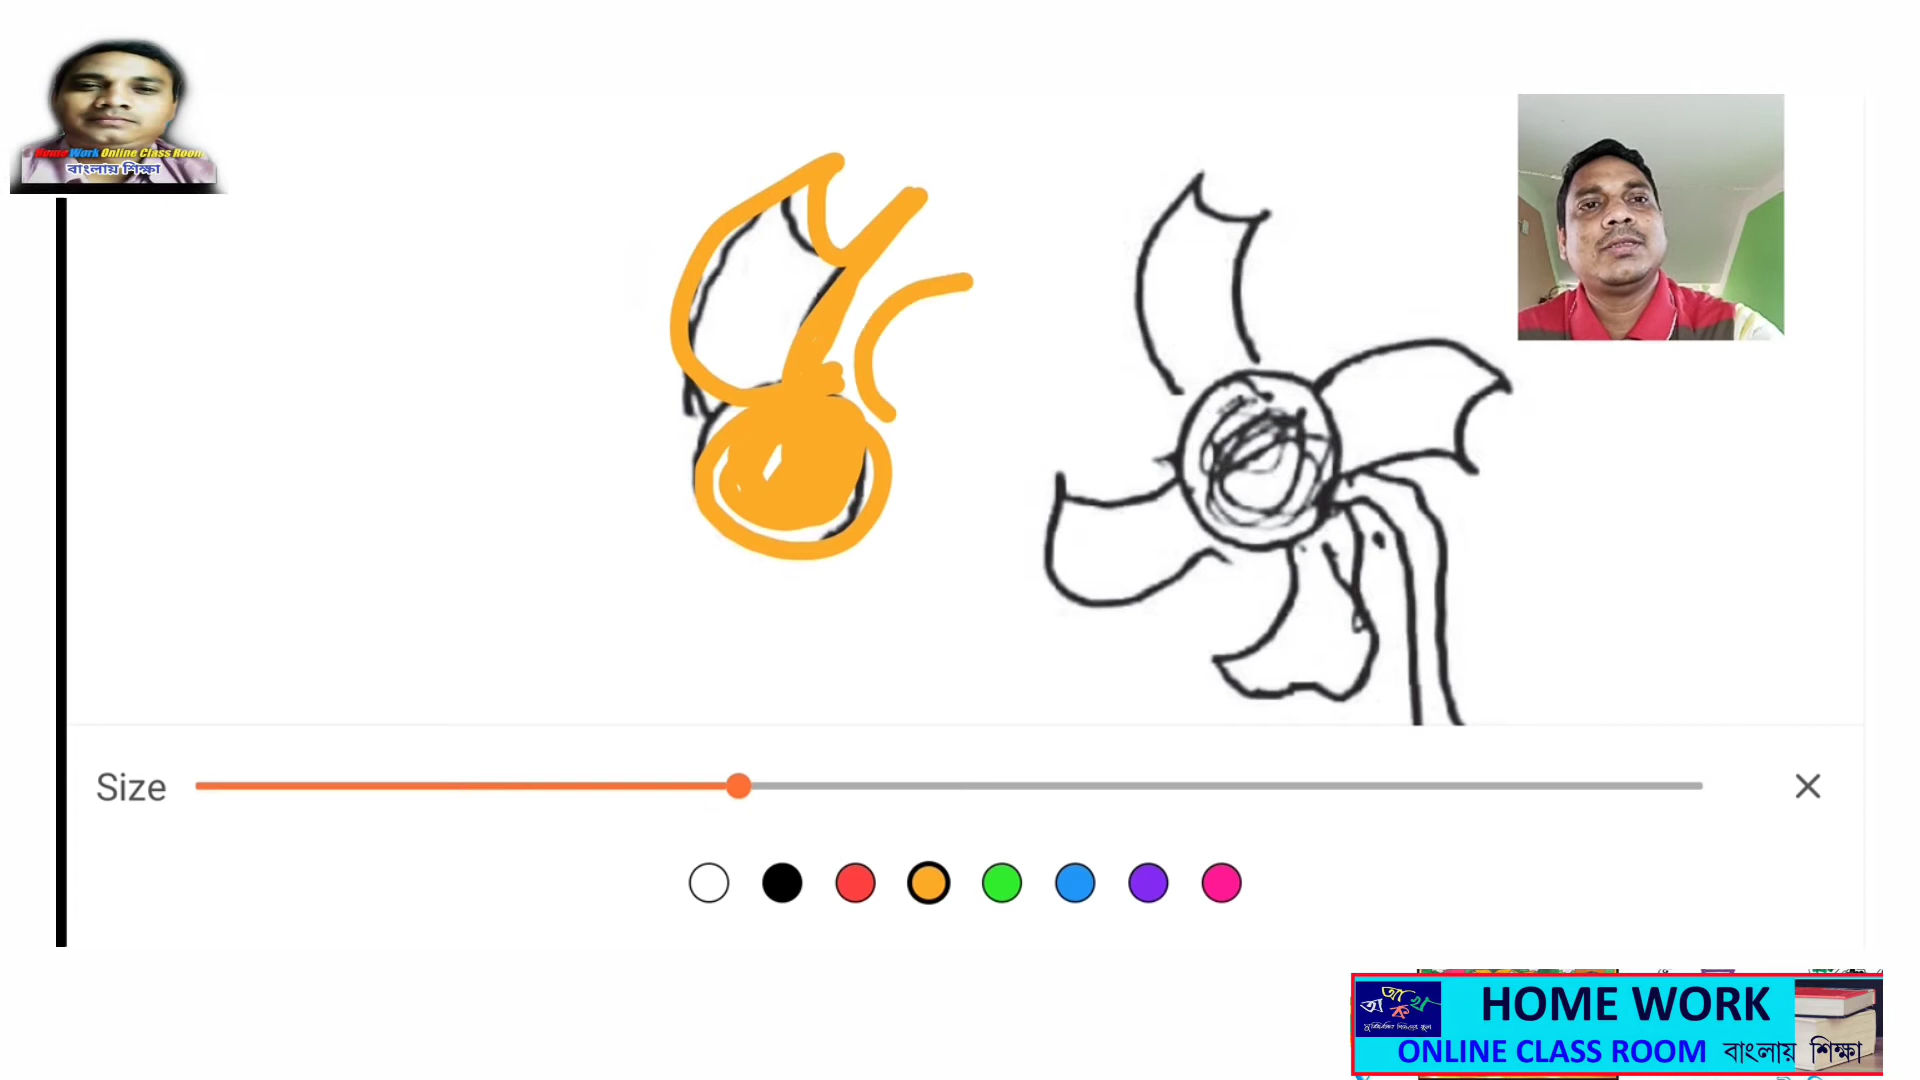 Home Work Online Class Room
বাংলায় শিক্ষা
Size
অ আ ক খ
HOME WORK
ONLINE CLASS ROOM বাংলায় শিক্ষা